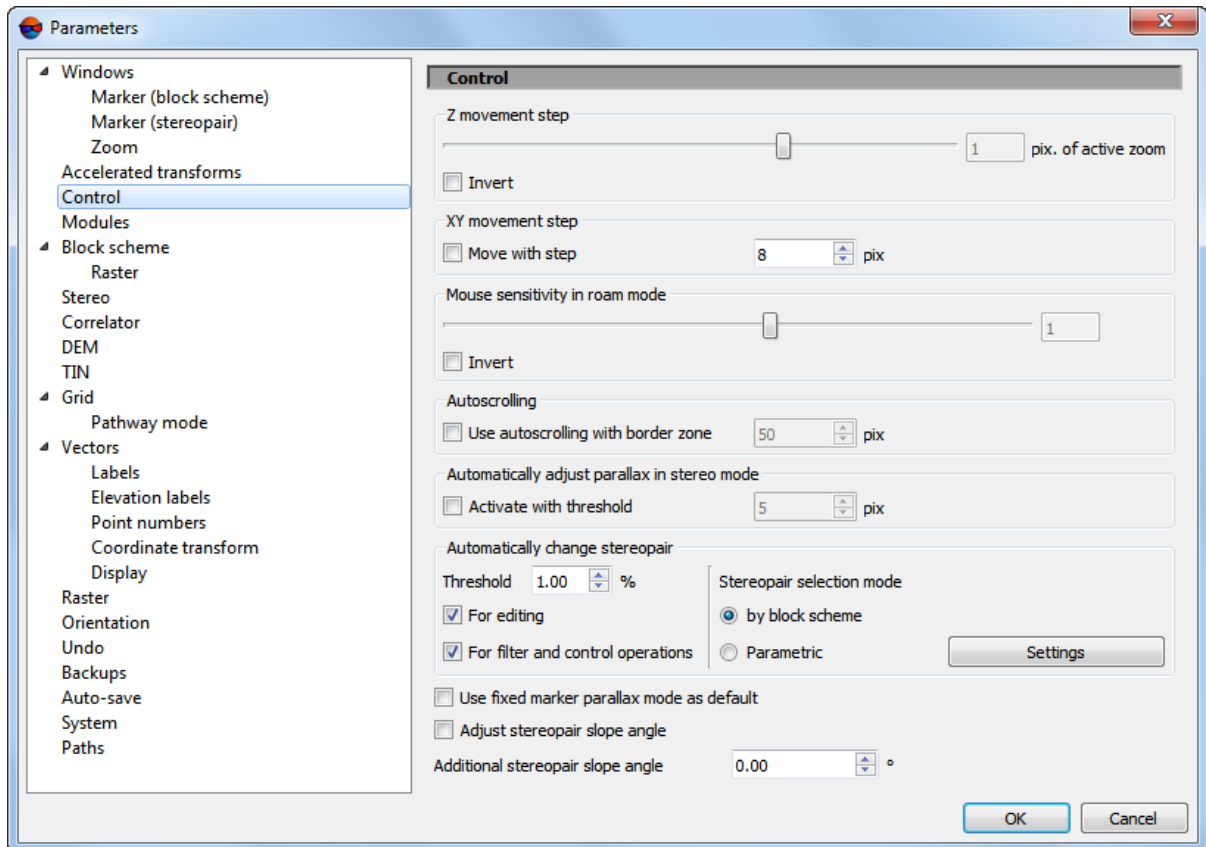 Parameters
Windows
Marker (block scheme)
Marker (stereopair)
Zoom
Accelerated transforms
Control
Modules
Block scheme
Raster
Stereo
Correlator
DEM
TIN
Grid
Pathway mode
Vectors
Labels
Elevation labels
Point numbers
Coordinate transform
Display
Raster
Orientation
Undo
Backups
Auto-save
System
Paths
Control
Z movement step
1 pix. of active zoom
Invert
XY movement step
Move with step 8 pix
Mouse sensitivity in roam mode
1
Invert
Autoscrolling
Use autoscrolling with border zone 50 pix
Automatically adjust parallax in stereo mode
Activate with threshold 5 pix
Automatically change stereopair
Threshold 1.00 %
For editing
For filter and control operations
Stereopair selection mode
by block scheme
Parametric Settings
Use fixed marker parallax mode as default
Adjust stereopair slope angle
Additional stereopair slope angle 0.00 °
OK Cancel